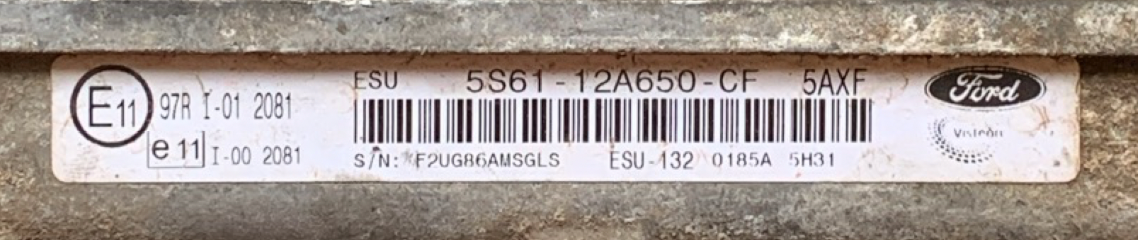 E11 97R I-01 2081
e11 I-00 2081
ESU 5S61-12A650-CF 5AXF
S/N: *F2UG86AMSGLS ESU-132 0185A 5H31
Ford
Visteon